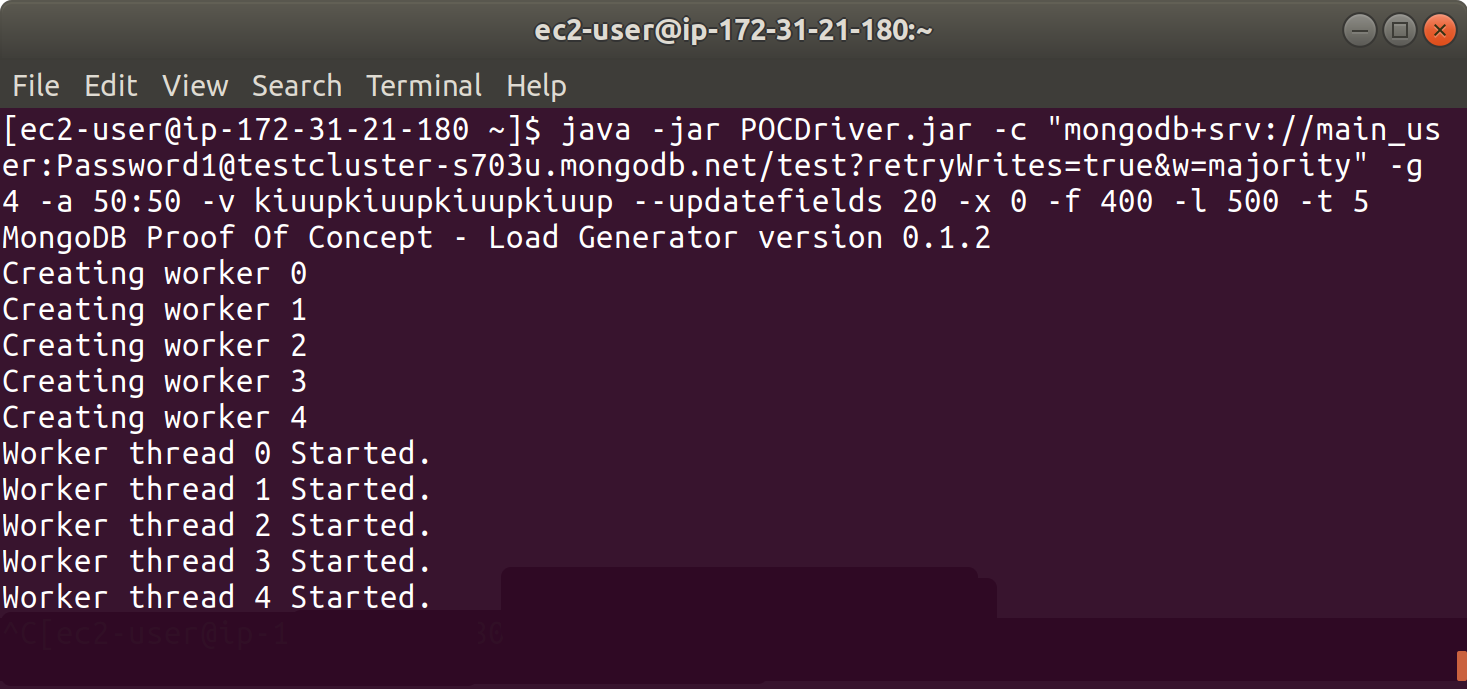 ec2-user@ip-172-31-21-180:~
File Edit View Search Terminal Help
[ec2-user@ip-172-31-21-180 ~]$ java -jar POCDriver.jar -c "mongodb+srv://main_us
er:Password1@testcluster-s703u.mongodb.net/test?retryWrites=true&w=majority" -g
4 -a 50:50 -v kiuupkiuupkiuupkiuup --updatefields 20 -x 0 -f 400 -l 500 -t 5
MongoDB Proof Of Concept - Load Generator version 0.1.2
Creating worker 0
Creating worker 1
Creating worker 2
Creating worker 3
Creating worker 4
Worker thread 0 Started.
Worker thread 1 Started.
Worker thread 2 Started.
Worker thread 3 Started.
Worker thread 4 Started.
^C[ec2-user@ip-1